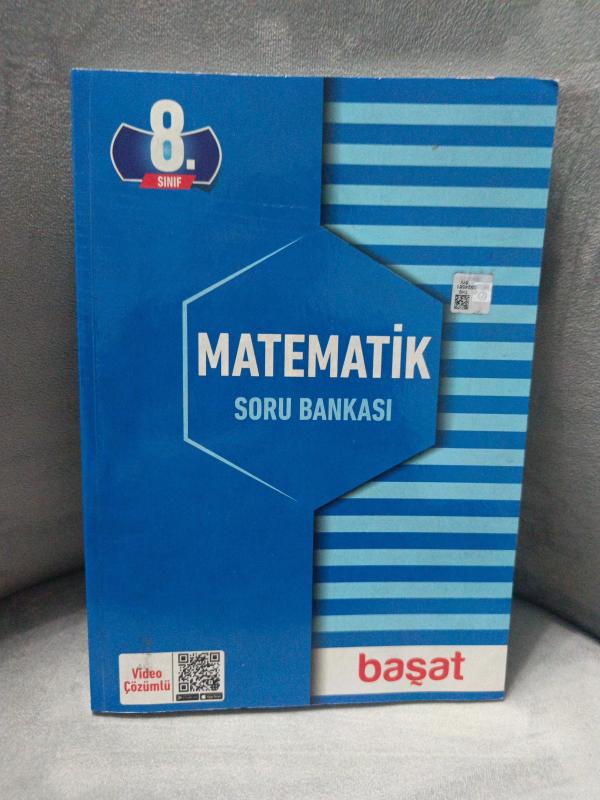 8.
SINIF
MATEMATİK
SORU BANKASI
Video
Çözümlü
başat